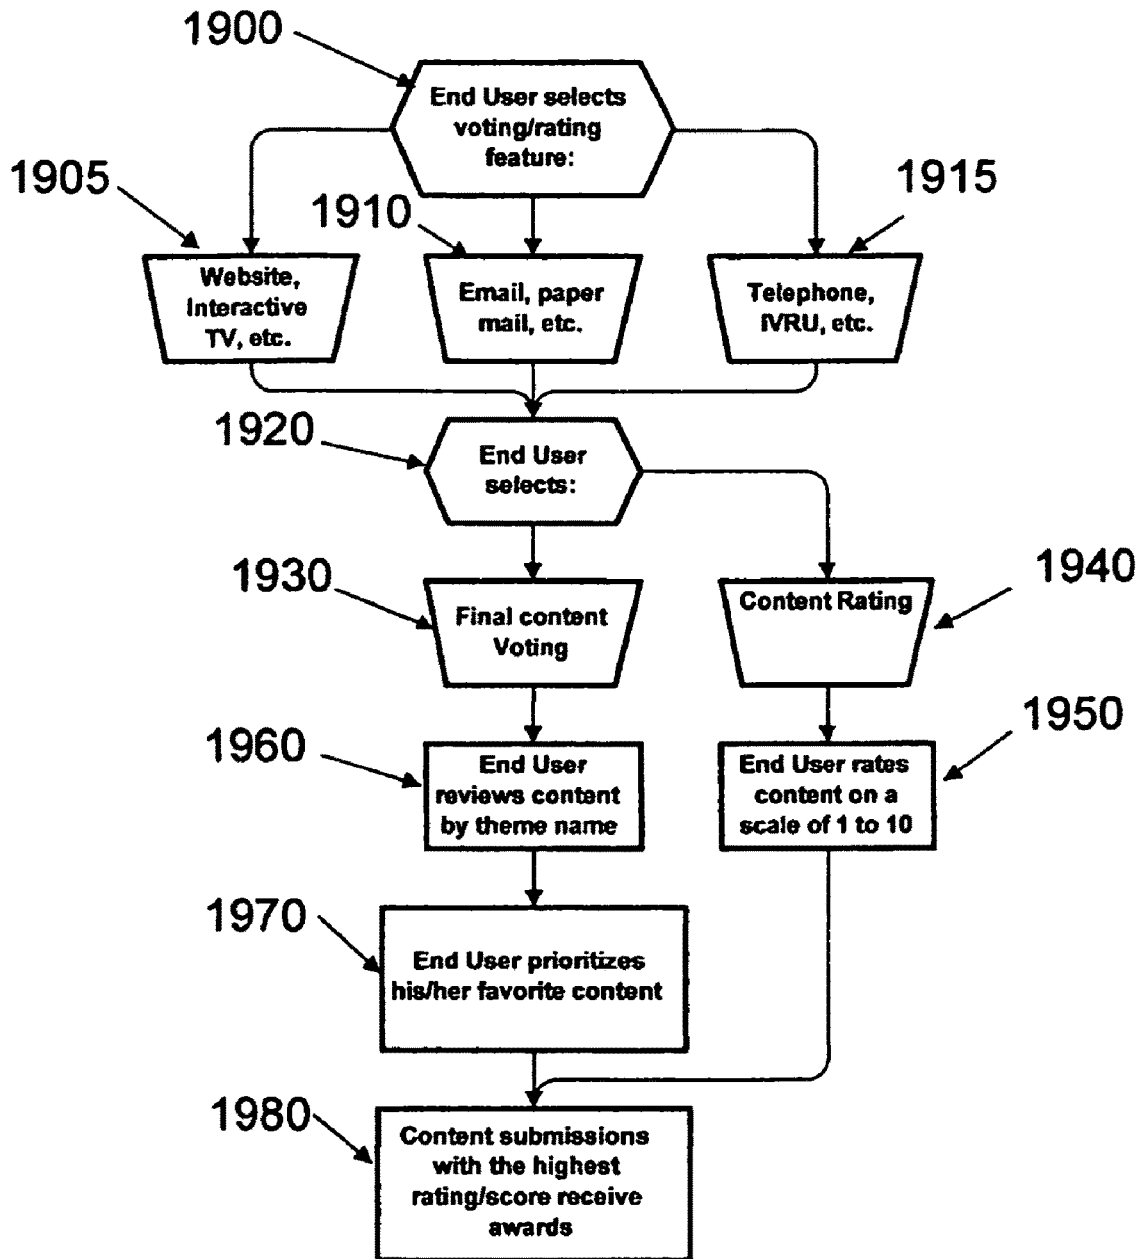 1900
End User selects
voting/rating
feature:
1905
1910
1915
Website,
Interactive
TV, etc.
Email, paper
mail, etc.
Telephone,
IVRU, etc.
1920
End User
selects:
1930
1940
Final content
Voting
Content Rating
1960
1950
End User
reviews content
by theme name
End User rates
content on a
scale of 1 to 10
1970
End User prioritizes
his/her favorite content
1980
Content submissions
with the highest
rating/score receive
awards